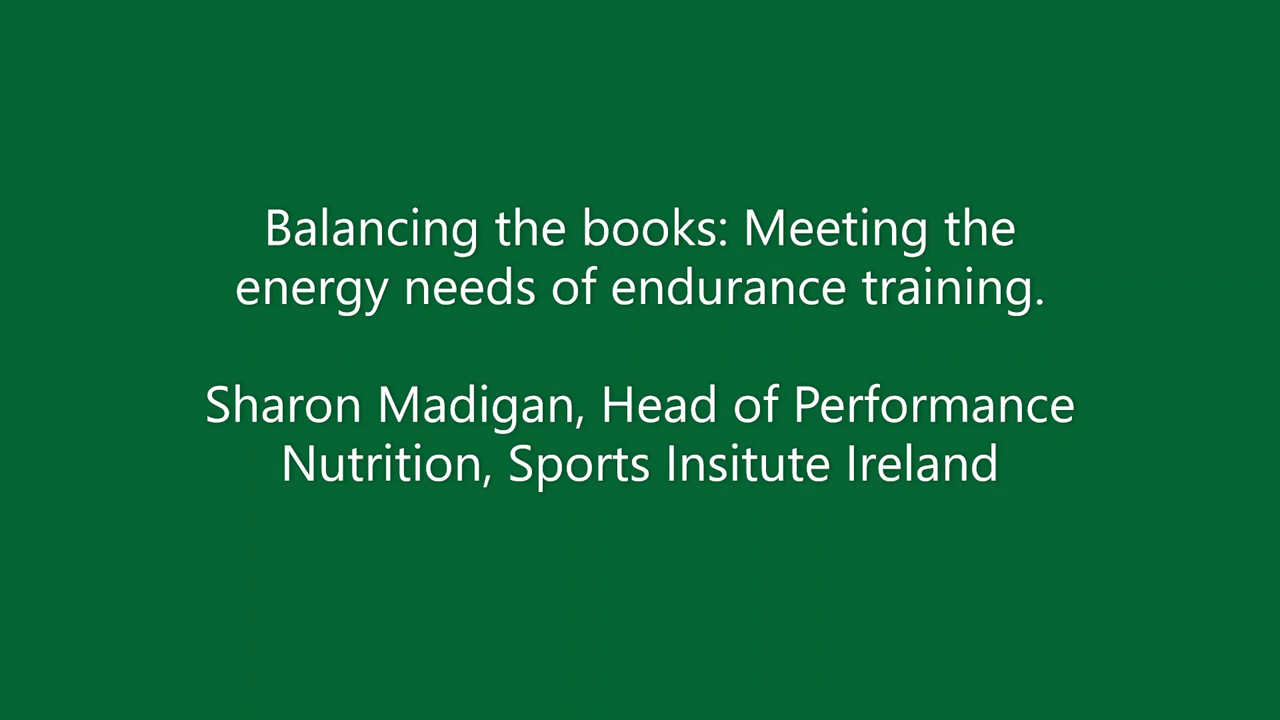 Balancing the books: Meeting the
energy needs of endurance training.
Sharon Madigan, Head of Performance
Nutrition, Sports Insitute Ireland